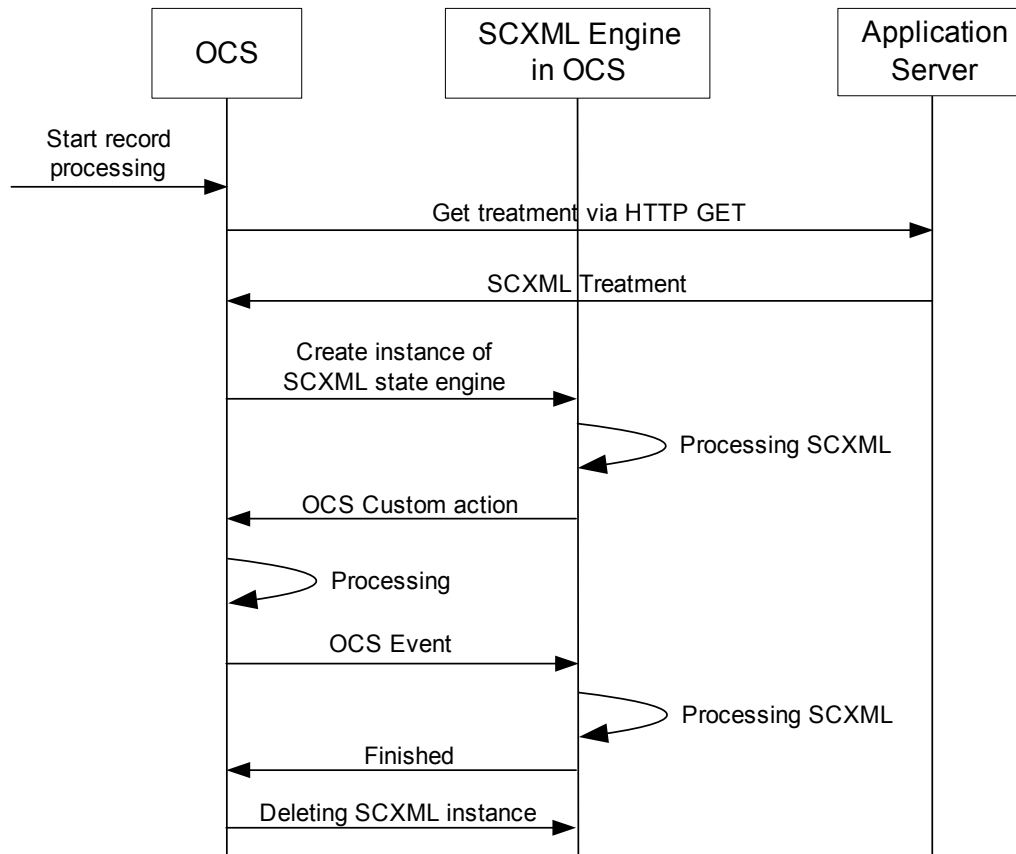 OCS
SCXML Engine
in OCS
Application
Server
Start record
processing
Get treatment via HTTP GET
SCXML Treatment
Create instance of
SCXML state engine
Processing SCXML
OCS Custom action
Processing
OCS Event
Processing SCXML
Finished
Deleting SCXML instance